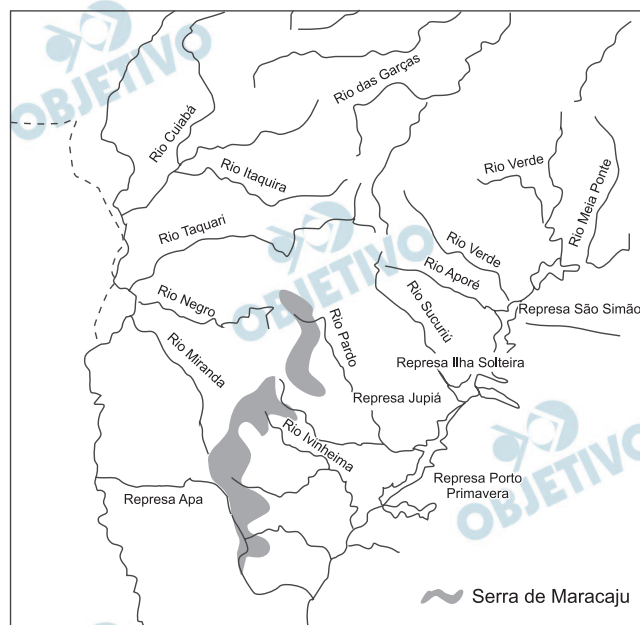 OBJETIVO
Rio das Garças
Rio Cuiabá
Rio Verde
Rio Itaquira
Rio Meia Ponte
Rio Taquari
OBJETIVO
Rio Verde
Rio Aporé
Rio Negro
Rio Sucuriú
Represa São Simão
Rio Pardo
Rio Miranda
Represa Ilha Solteira
Represa Jupiá
Rio Ivinheima
OBJETIVO
Represa Apa
Represa Porto
Primavera
Serra de Maracaju